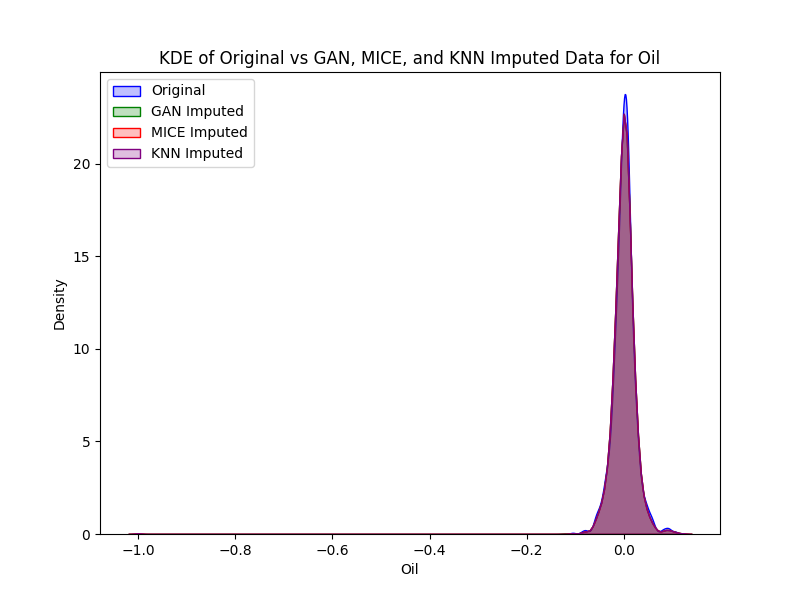 KDE of Original vs GAN, MICE, and KNN Imputed Data for Oil
Original
GAN Imputed
MICE Imputed
KNN Imputed
20
15
10
5
0
Density
−1.0 −0.8 −0.6 −0.4 −0.2 0.0
Oil